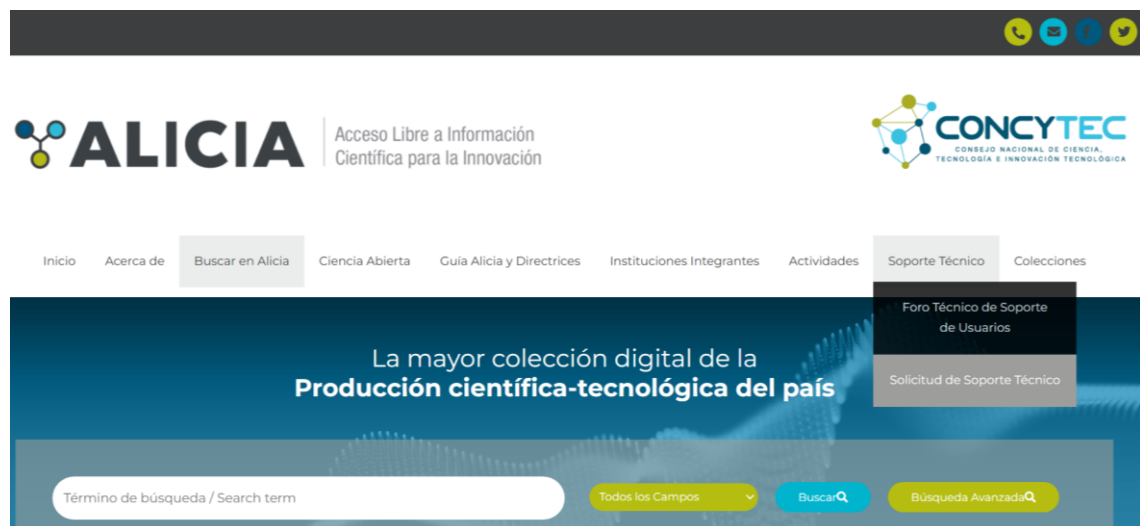 ALICIA
Acceso Libre a Información
Científica para la Innovación
CONCYTEC
CONSEJO NACIONAL DE CIENCIA,
TECNOLOGÍA E INNOVACIÓN TECNOLÓGICA
Inicio Acerca de Buscar en Alicia Ciencia Abierta Guía Alicia y Directrices Instituciones Integrantes Actividades Soporte Técnico Colecciones
Foro Técnico de Soporte
de Usuarios
Solicitud de Soporte Técnico
La mayor colección digital de la
Producción científica-tecnológica del país
Término de búsqueda / Search term Todos los Campos Buscar Búsqueda Avanzada